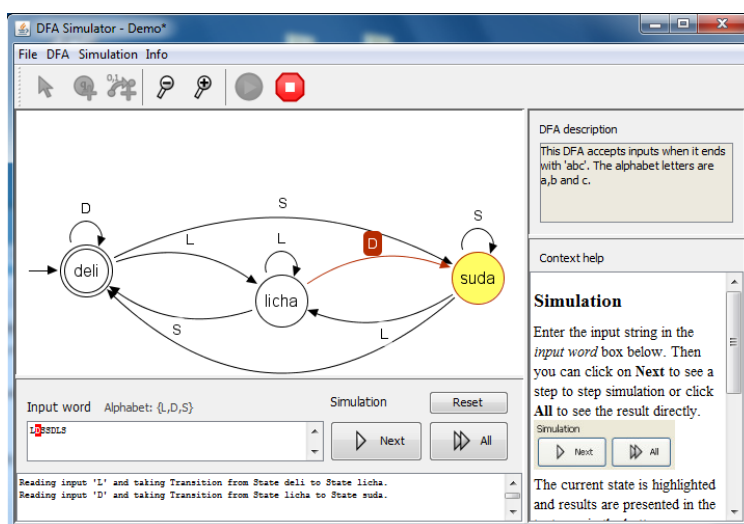 DFA Simulator - Demo*
File DFA Simulation Info
q
0,1
DFA description
This DFA accepts inputs when it ends
with 'abc'. The alphabet letters are
a,b and c.
D
S
L
L
D
S
deli
licha
suda
S
L
Context help
Simulation
Enter the input string in the
input word box below. Then
you can click on Next to see a
step to step simulation or click
All to see the result directly.
Simulation
Next All
The current state is highlighted
and results are presented in the
Input word Alphabet: {L,D,S}
Simulation
Reset
LDSSDLS
Next
All
Reading input 'L' and taking Transition from State deli to State licha.
Reading input 'D' and taking Transition from State licha to State suda.